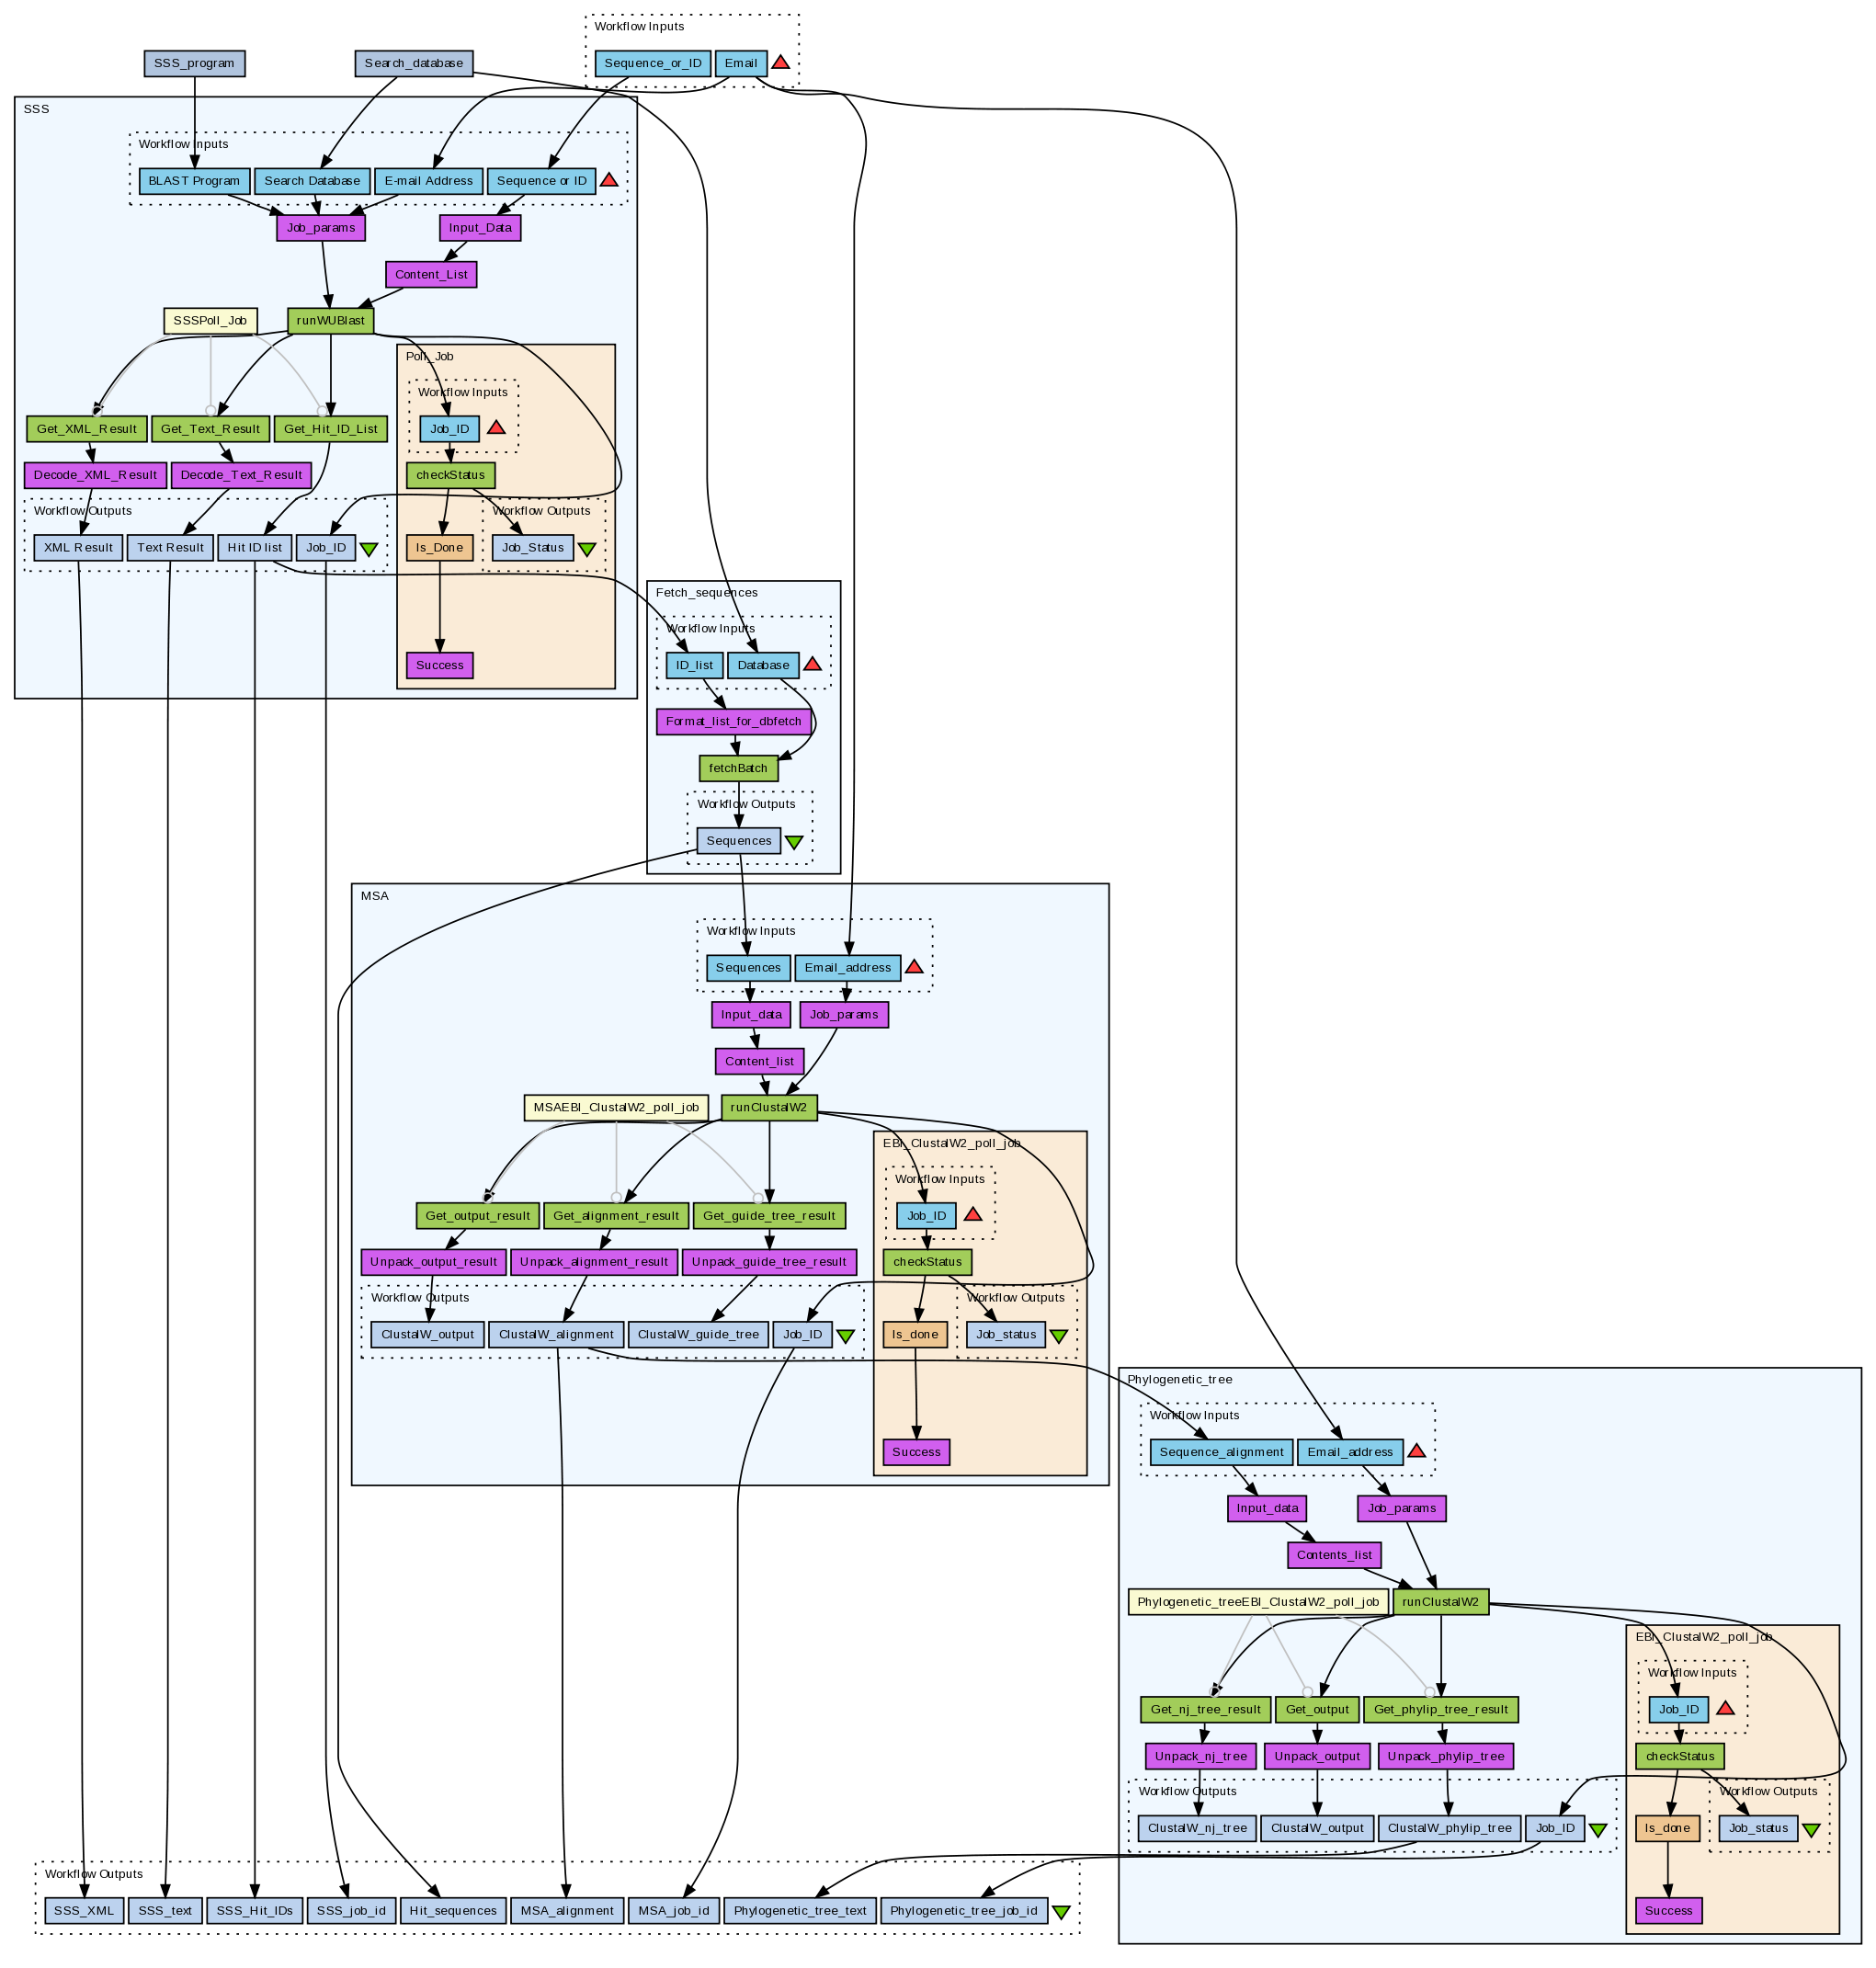 Workflow Inputs
SSS_program
Search_database
Sequence_or_ID
Email
SSS
Workflow Inputs
BLAST Program
Search Database
E-mail Address
Sequence or ID
Job_params
Input_Data
Content_List
SSSPoll_Job
runWUBlast
Poll_Job
Workflow Inputs
Get_XML_Result
Get_Text_Result
Get_Hit_ID_List
Job_ID
Decode_XML_Result
Decode_Text_Result
checkStatus
Workflow Outputs
Workflow Outputs
XML Result
Text Result
Hit ID list
Job_ID
Is_Done
Job_Status
Fetch_sequences
Workflow Inputs
Success
ID_list
Database
Format_list_for_dbfetch
fetchBatch
Workflow Outputs
Sequences
MSA
Workflow Inputs
Sequences
Email_address
Input_data
Job_params
Content_list
MSAEBI_ClustalW2_poll_job
runClustalW2
EBI_ClustalW2_poll_job
Workflow Inputs
Get_output_result
Get_alignment_result
Get_guide_tree_result
Job_ID
Unpack_output_result
Unpack_alignment_result
Unpack_guide_tree_result
checkStatus
Workflow Outputs
Workflow Outputs
ClustalW_output
ClustalW_alignment
ClustalW_guide_tree
Job_ID
Is_done
Job_status
Phylogenetic_tree
Workflow Inputs
Success
Sequence_alignment
Email_address
Input_data
Job_params
Contents_list
Phylogenetic_treeEBI_ClustalW2_poll_job
runClustalW2
EBI_ClustalW2_poll_job
Workflow Inputs
Get_nj_tree_result
Get_output
Get_phylip_tree_result
Job_ID
Unpack_nj_tree
Unpack_output
Unpack_phylip_tree
checkStatus
Workflow Outputs
Workflow Outputs
ClustalW_nj_tree
ClustalW_output
ClustalW_phylip_tree
Job_ID
Is_done
Job_status
Workflow Outputs
SSS_XML
SSS_text
SSS_Hit_IDs
SSS_job_id
Hit_sequences
MSA_alignment
MSA_job_id
Phylogenetic_tree_text
Phylogenetic_tree_job_id
Success